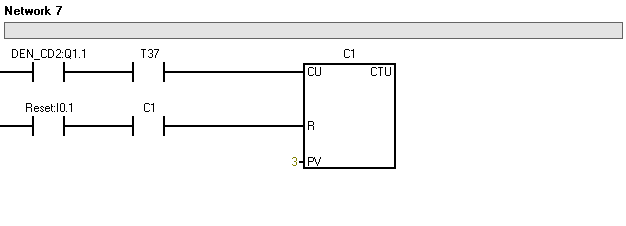 Network 7
DEN_CD2:Q1.1 T37 C1
CU CTU
Reset:I0.1 C1
R
3 PV